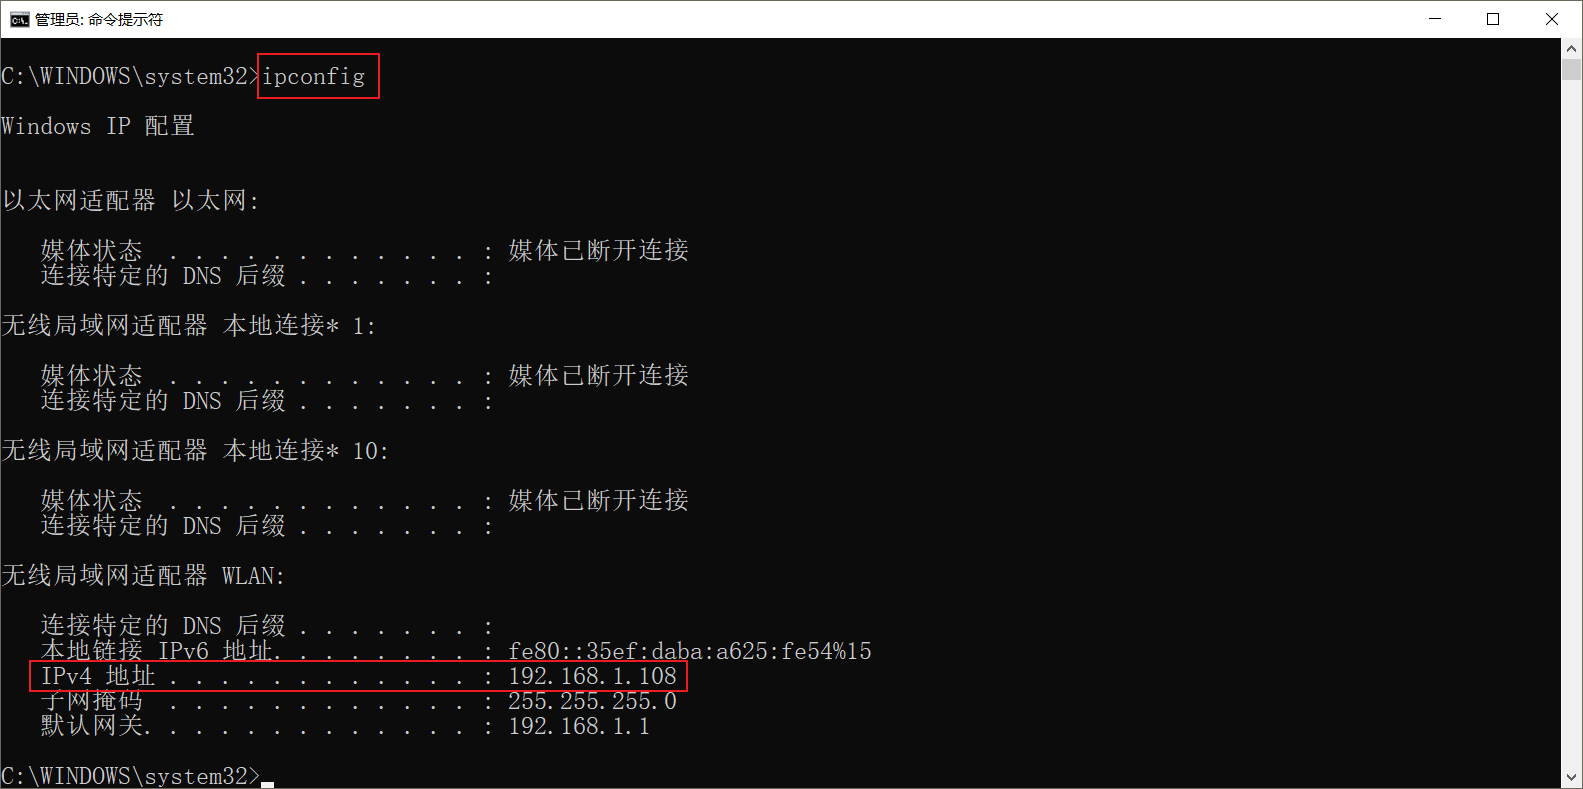 管理员: 命令提示符
C:\WINDOWS\system32>ipconfig
Windows IP 配置
以太网适配器 以太网:
媒体状态  . . . . . . . . . . . . : 媒体已断开连接
连接特定的 DNS 后缀 . . . . . . . :
无线局域网适配器 本地连接* 1:
媒体状态  . . . . . . . . . . . . : 媒体已断开连接
连接特定的 DNS 后缀 . . . . . . . :
无线局域网适配器 本地连接* 10:
媒体状态  . . . . . . . . . . . . : 媒体已断开连接
连接特定的 DNS 后缀 . . . . . . . :
无线局域网适配器 WLAN:
连接特定的 DNS 后缀 . . . . . . . :
本地链接 IPv6 地址. . . . . . . . : fe80::35ef:daba:a625:fe54%15
IPv4 地址 . . . . . . . . . . . . : 192.168.1.108
子网掩码  . . . . . . . . . . . . : 255.255.255.0
默认网关. . . . . . . . . . . . . : 192.168.1.1
C:\WINDOWS\system32>